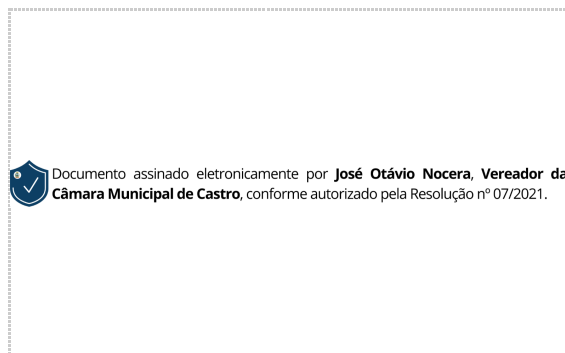 Documento assinado eletronicamente por José Otávio Nocera, Vereador da
Câmara Municipal de Castro, conforme autorizado pela Resolução nº 07/2021.